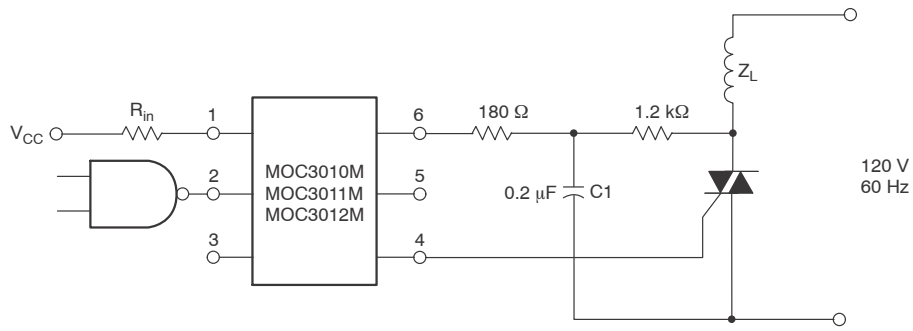 Z_L
R_in
1
6
180 Ω
1.2 kΩ
V_CC
MOC3010M
MOC3011M
MOC3012M
2
5
0.2 μF
C1
120 V
60 Hz
3
4